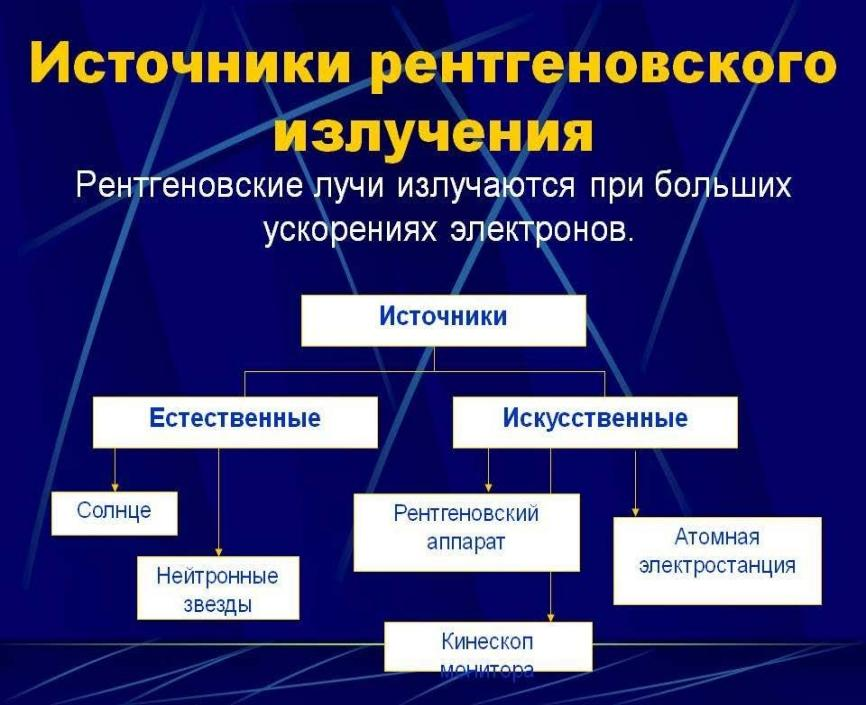 Источники рентгеновского
излучения
Рентгеновские лучи излучаются при больших
ускорениях электронов.
Источники
Естественные
Искусственные
Солнце
Нейтронные
звезды
Рентгеновский
аппарат
Атомная
электростанция
Кинескоп
монитора